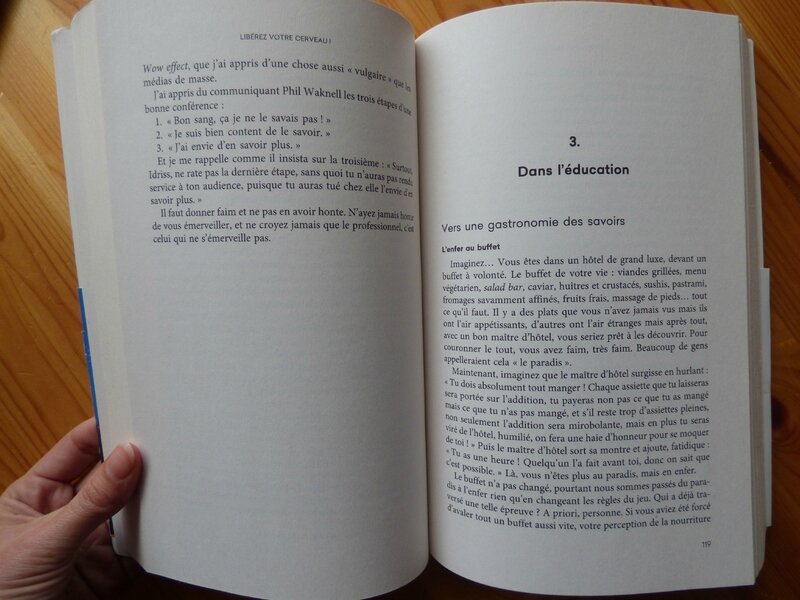 LIBÉREZ VOTRE CERVEAU !
Wow effect, que j'ai appris d'une chose aussi « vulgaire » que les
médias de masse.
J'ai appris du communiquant Phil Waknell les trois étapes d'une
bonne conférence :
1. « Bon sang, ça je ne le savais pas ! »
2. « Je suis bien content de le savoir. »
3. « J'ai envie d'en savoir plus. »
Et je me rappelle comme il insista sur la troisième : « Surtout,
Idriss, ne rate pas la dernière étape, sans quoi tu n'auras pas rendu
service à ton audience, puisque tu auras tué chez elle l'envie d'en
savoir plus. »
Il faut donner faim et ne pas en avoir honte. N'ayez jamais honte
de vous émerveiller, et ne croyez jamais que le professionnel, c'est
celui qui ne s'émerveille pas.
3.
Dans l'éducation
Vers une gastronomie des savoirs
L'enfer au buffet
Imaginez… Vous êtes dans un hôtel de grand luxe, devant un
buffet à volonté. Le buffet de votre vie : viandes grillées, menu
végétarien, salad bar, caviar, huîtres et crustacés, sushis, pastrami,
fromages savamment affinés, fruits frais, massage de pieds… tout
ce qu'il faut. Il y a des plats que vous n'avez jamais vus mais ils
ont l'air appétissants, d'autres ont l'air étranges mais après tout,
avec un bon maître d'hôtel, vous seriez prêt à les découvrir. Pour
couronner le tout, vous avez faim, très faim. Beaucoup de gens
appelleraient cela « le paradis ».
Maintenant, imaginez que le maître d'hôtel surgisse en hurlant :
« Tu dois absolument tout manger ! Chaque assiette que tu laisseras
sera portée sur l'addition, tu payeras non pas ce que tu as mangé
mais ce que tu n'as pas mangé, et s'il reste trop d'assiettes pleines,
non seulement l'addition sera mirobolante, mais en plus tu seras
viré de l'hôtel, humilié, on fera une haie d'honneur pour se moquer
de toi ! » Puis le maître d'hôtel sort sa montre et ajoute, fatidique :
« Tu as une heure ! Quelqu'un l'a fait avant toi, donc on sait que
c'est possible. » Là, vous n'êtes plus au paradis, mais en enfer.
Le buffet n'a pas changé, pourtant nous sommes passés du para-
dis à l'enfer rien qu'en changeant les règles du jeu. Qui a déjà tra-
versé une telle épreuve ? A priori, personne. Si vous aviez été forcé
d'avaler tout un buffet aussi vite, votre perception de la nourriture
119